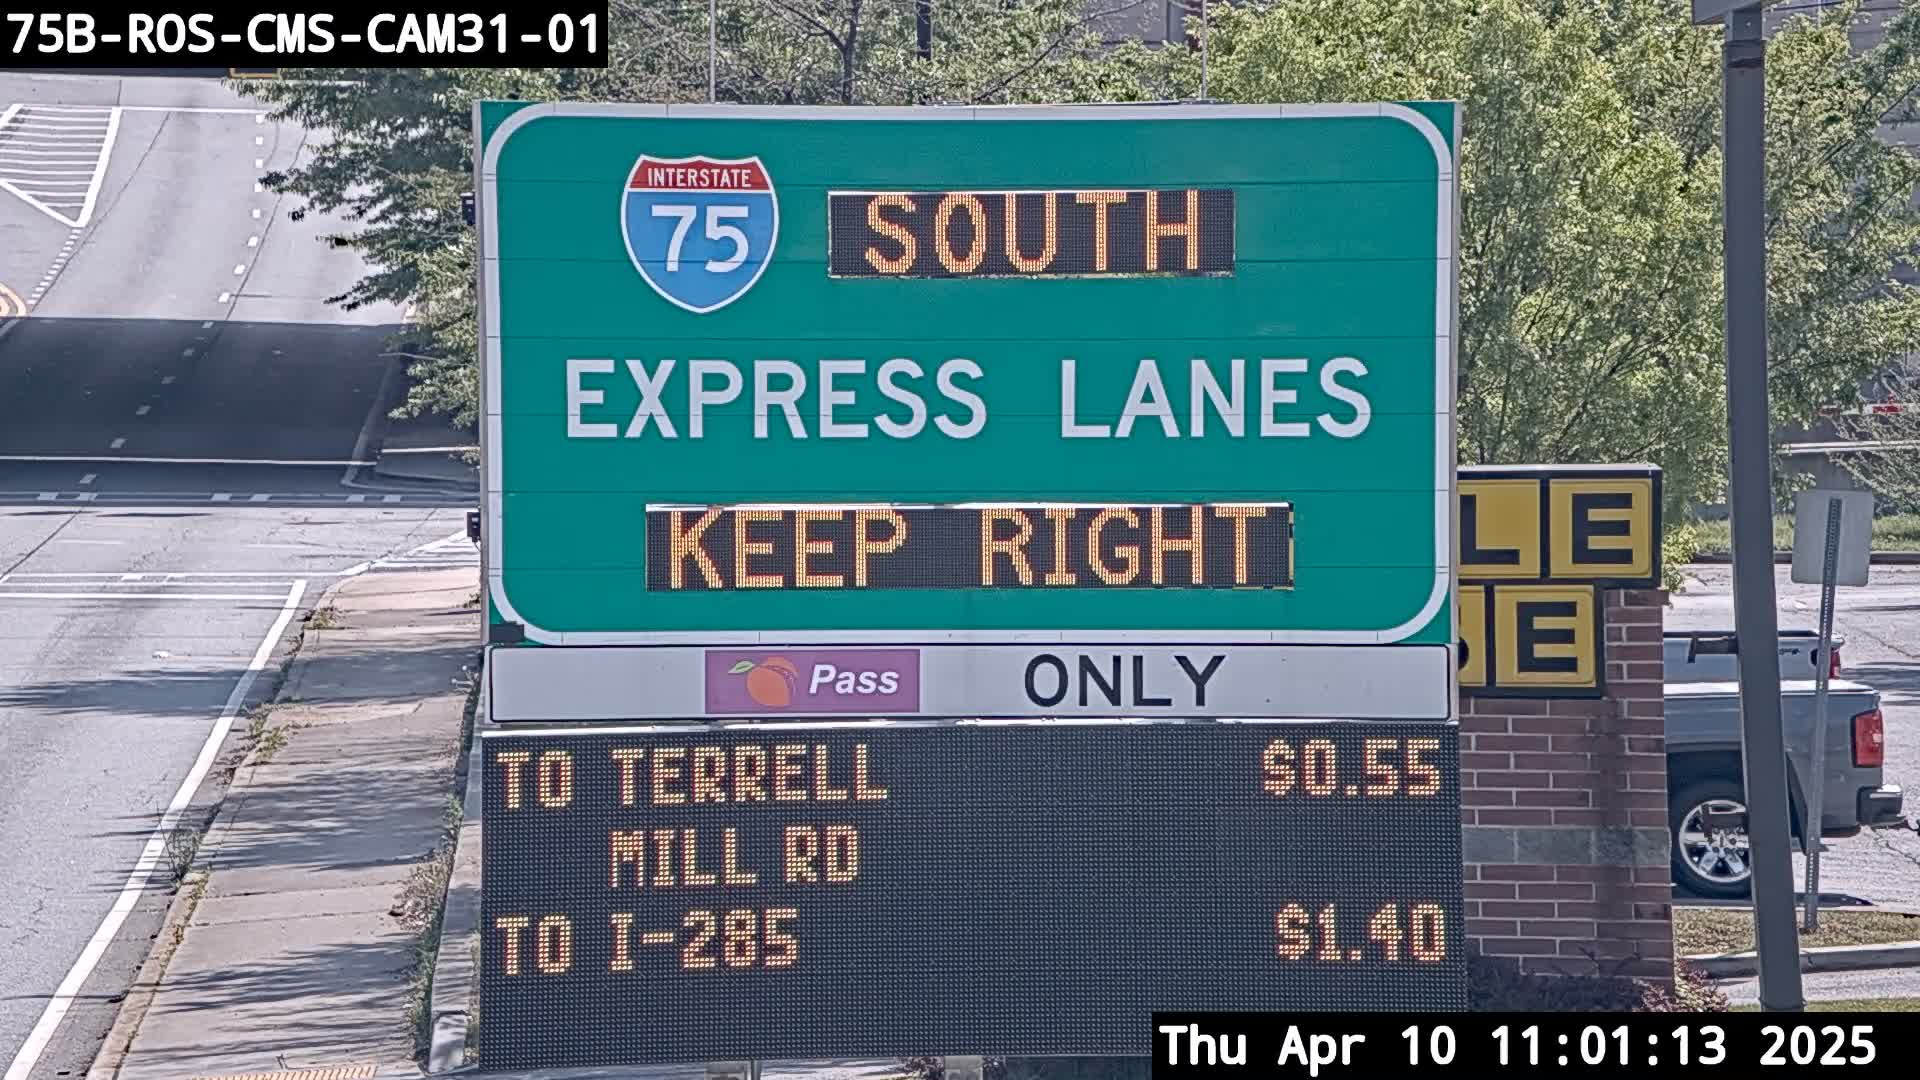 75B-ROS-CMS-CAM31-01
INTERSTATE
75
SOUTH
EXPRESS LANES
KEEP RIGHT
LE
E
Pass ONLY
TO TERRELL $0.55
MILL RD
TO I-285 $1.40
Thu Apr 10 11:01:13 2025